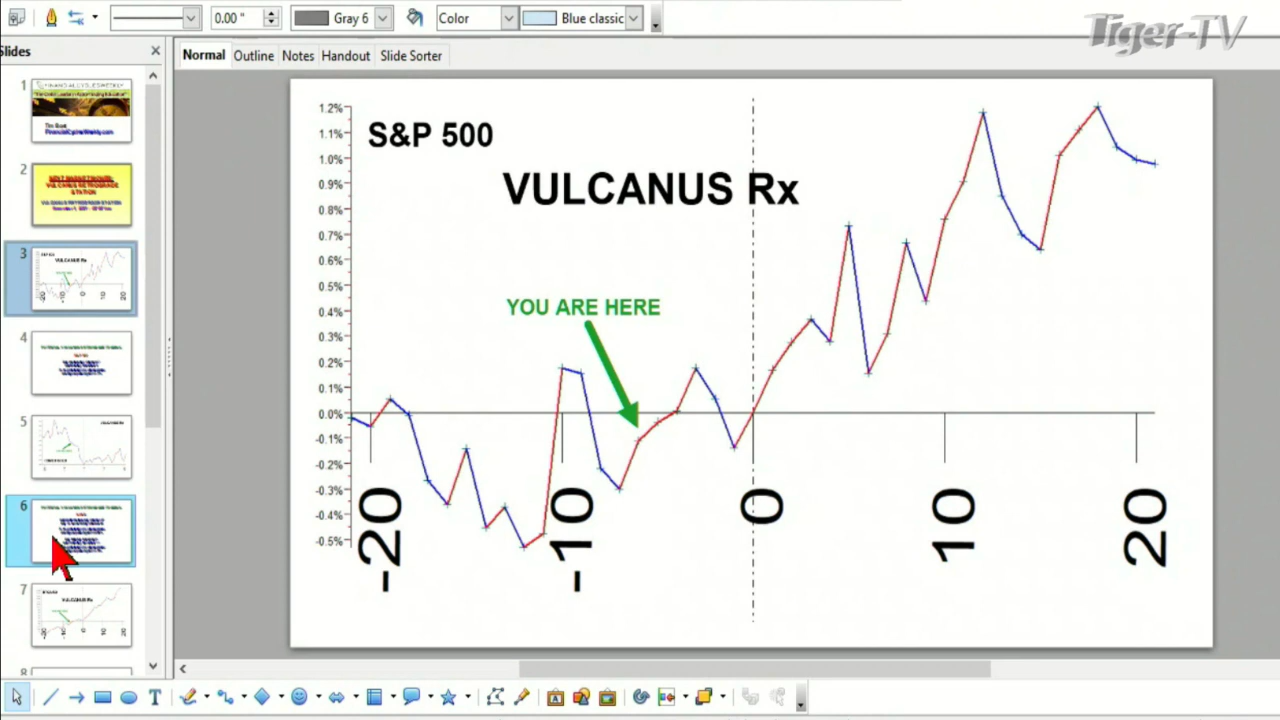 0.00 "
Gray 6
Color
Blue classic
Tiger-TV
Slides
Normal
Outline
Notes
Handout
Slide Sorter
1
2
3
4
5
6
7
8
S&P 500
VULCANUS Rx
YOU ARE HERE
1.2%
1.1%
1.0%
0.9%
0.8%
0.7%
0.6%
0.5%
0.4%
0.3%
0.2%
0.1%
0.0%
-0.1%
-0.2%
-0.3%
-0.4%
-0.5%
-20
-10
0
10
20